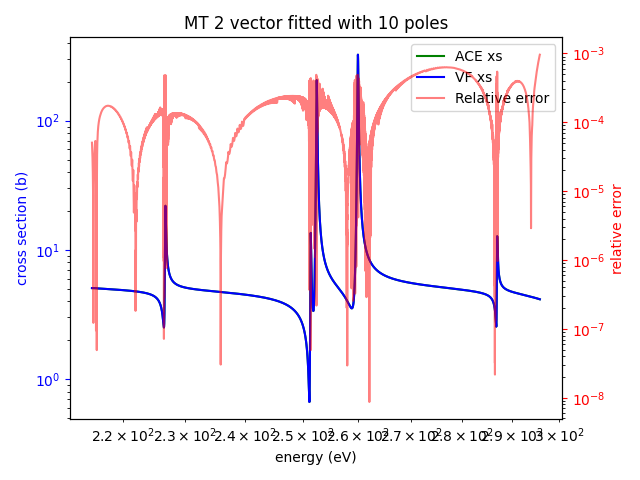 MT 2 vector fitted with 10 poles
ACE xs
VF xs
Relative error
cross section (b)
10²
10¹
10⁰
relative error
10⁻³
10⁻⁴
10⁻⁵
10⁻⁶
10⁻⁷
10⁻⁸
2.2 × 10² 2.3 × 10² 2.4 × 10² 2.5 × 10² 2.6 × 10² 2.7 × 10² 2.8 × 10² 2.9 × 10² 3 × 10²
energy (eV)